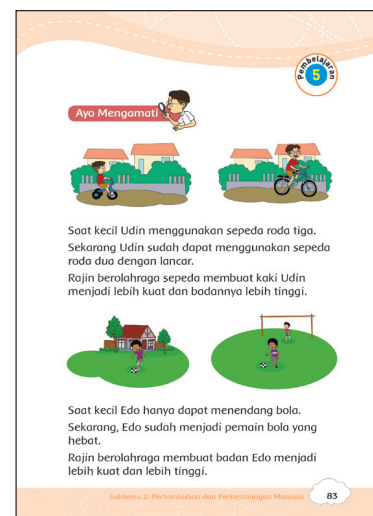 Pembelajaran
5
Ayo Mengamati
Saat kecil Udin menggunakan sepeda roda tiga.
Sekarang Udin sudah dapat menggunakan sepeda
roda dua dengan lancar.
Rajin berolahraga sepeda membuat kaki Udin
menjadi lebih kuat dan badannya lebih tinggi.
Saat kecil Edo hanya dapat menendang bola.
Sekarang, Edo sudah menjadi pemain bola yang
hebat.
Rajin berolahraga membuat badan Edo menjadi
lebih kuat dan lebih tinggi.
Subtema 2: Pertumbuhan dan Perkembangan Manusia
83